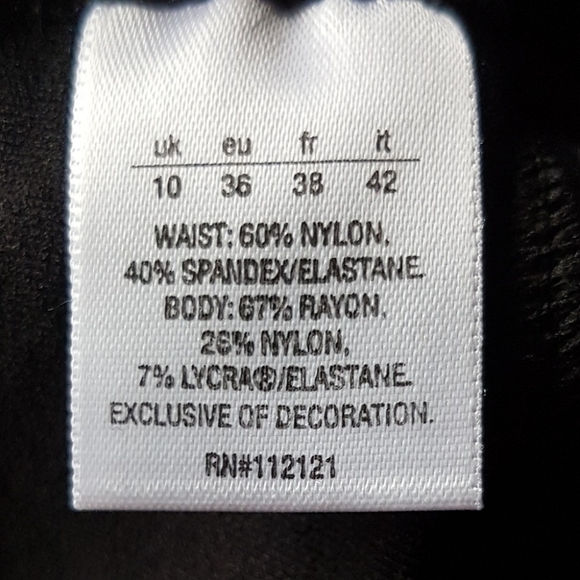 uk eu fr it
10 36 38 42
WAIST: 60% NYLON,
40% SPANDEX/ELASTANE.
BODY: 67% RAYON,
26% NYLON,
7% LYCRA®/ELASTANE.
EXCLUSIVE OF DECORATION.
RN#112121